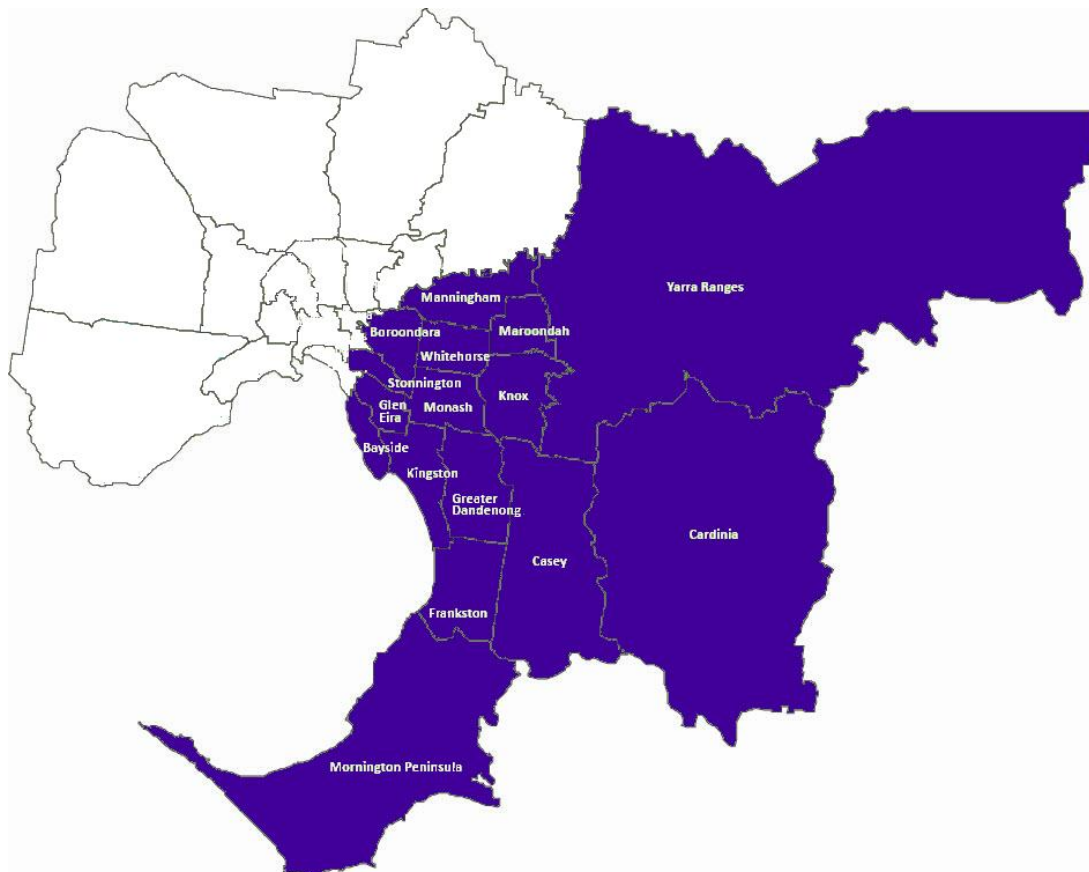 Yarra Ranges
Manningham
Boroondara
Maroondah
Whitehorse
Stonnington
Knox
Glen
Eira
Monash
Bayside
Kingston
Greater
Dandenong
Cardinia
Casey
Frankston
Mornington Peninsula